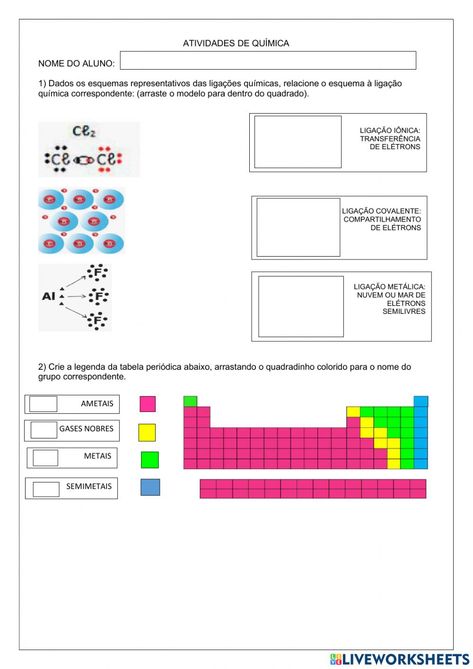 ATIVIDADES DE QUÍMICA
NOME DO ALUNO:
1) Dados os esquemas representativos das ligações químicas, relacione o esquema à ligação
química correspondente: (arraste o modelo para dentro do quadrado).
Cℓ₂
Cℓ Cℓ
LIGAÇÃO IÔNICA:
TRANSFERÊNCIA
DE ELÉTRONS
LIGAÇÃO COVALENTE:
COMPARTILHAMENTO
DE ELÉTRONS
Al
F
F
F
LIGAÇÃO METÁLICA:
NUVEM OU MAR DE
ELÉTRONS
SEMILIVRES
2) Crie a legenda da tabela periódica abaixo, arrastando o quadradinho colorido para o nome do
grupo correspondente.
AMETAIS
GASES NOBRES
METAIS
SEMIMETAIS
LIVEWORKSHEETS